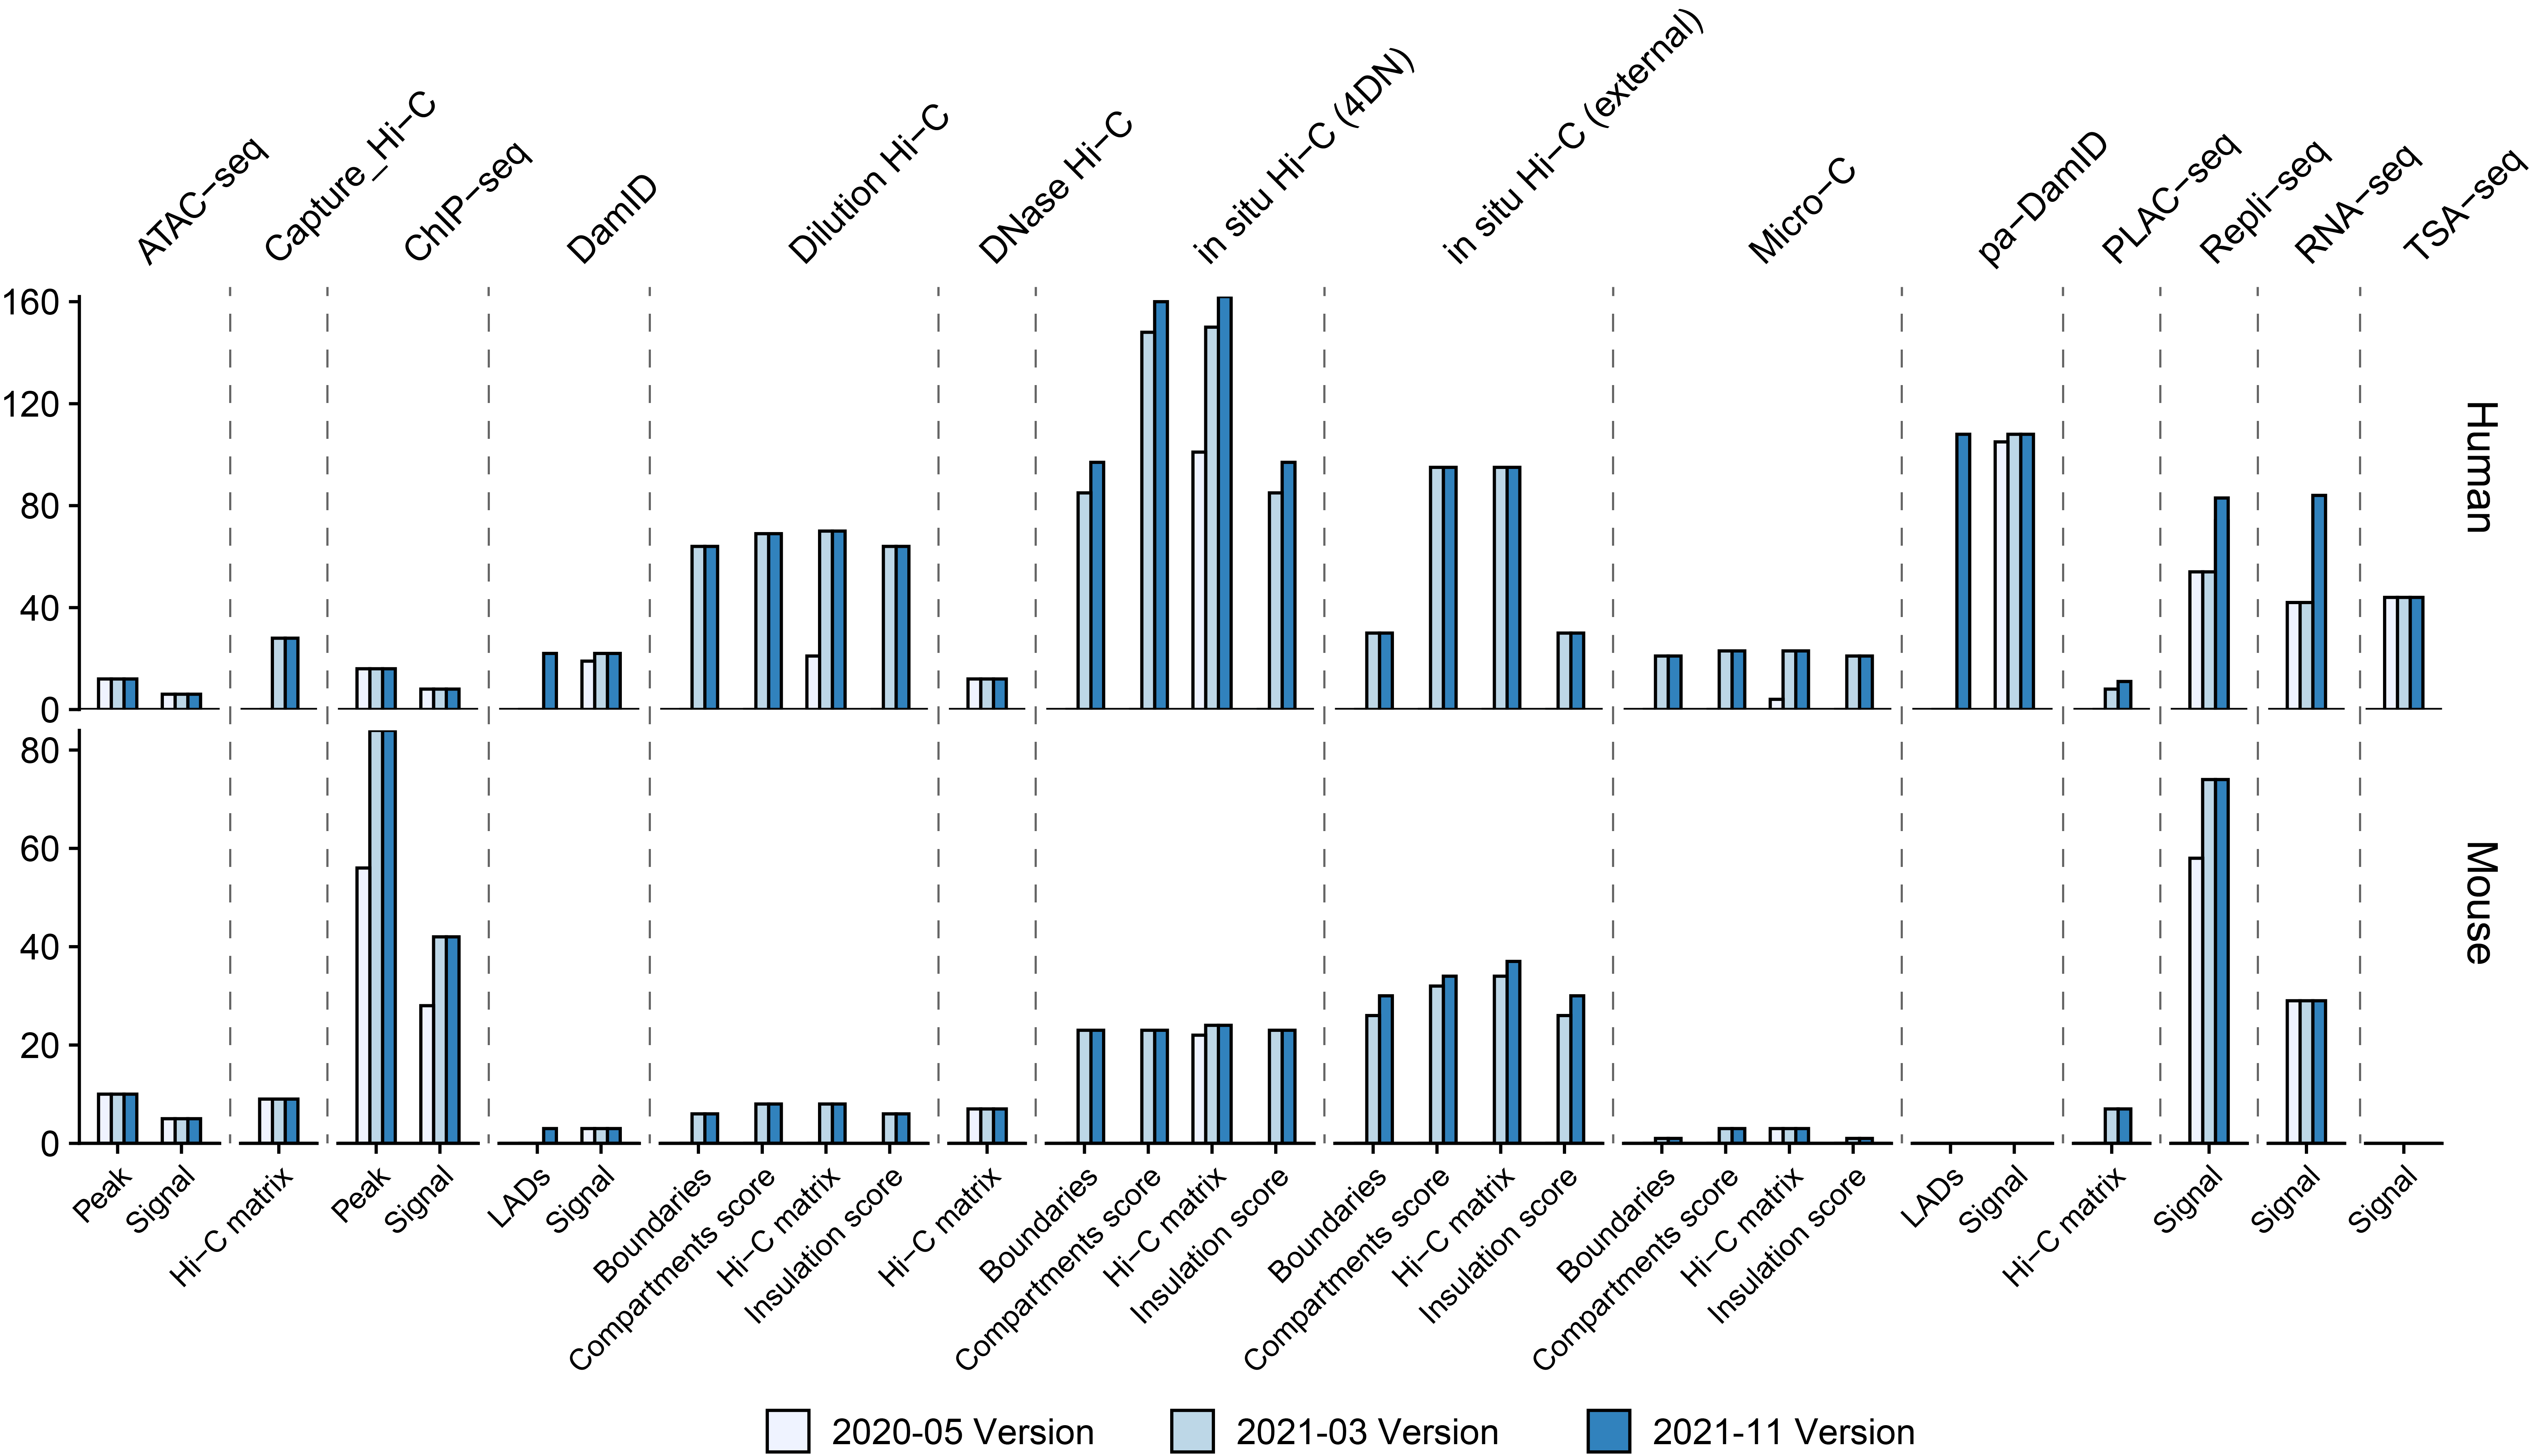 ATAC−seq
Capture_Hi−C
ChIP−seq
DamID
Dilution Hi−C
DNase Hi−C
in situ Hi−C (4DN)
in situ Hi−C (external)
Micro−C
pa−DamID
PLAC−seq
Repli−seq
RNA−seq
TSA−seq
160
120
80
40
0
Human
80
60
40
20
0
Mouse
Peak
Signal
Hi−C matrix
Peak
Signal
LADs
Signal
Boundaries
Compartments score
Hi−C matrix
Insulation score
Hi−C matrix
Boundaries
Compartments score
Hi−C matrix
Insulation score
Boundaries
Compartments score
Hi−C matrix
Insulation score
Boundaries
Compartments score
Hi−C matrix
Insulation score
LADs
Signal
Hi−C matrix
Signal
Signal
Signal
2020-05 Version
2021-03 Version
2021-11 Version